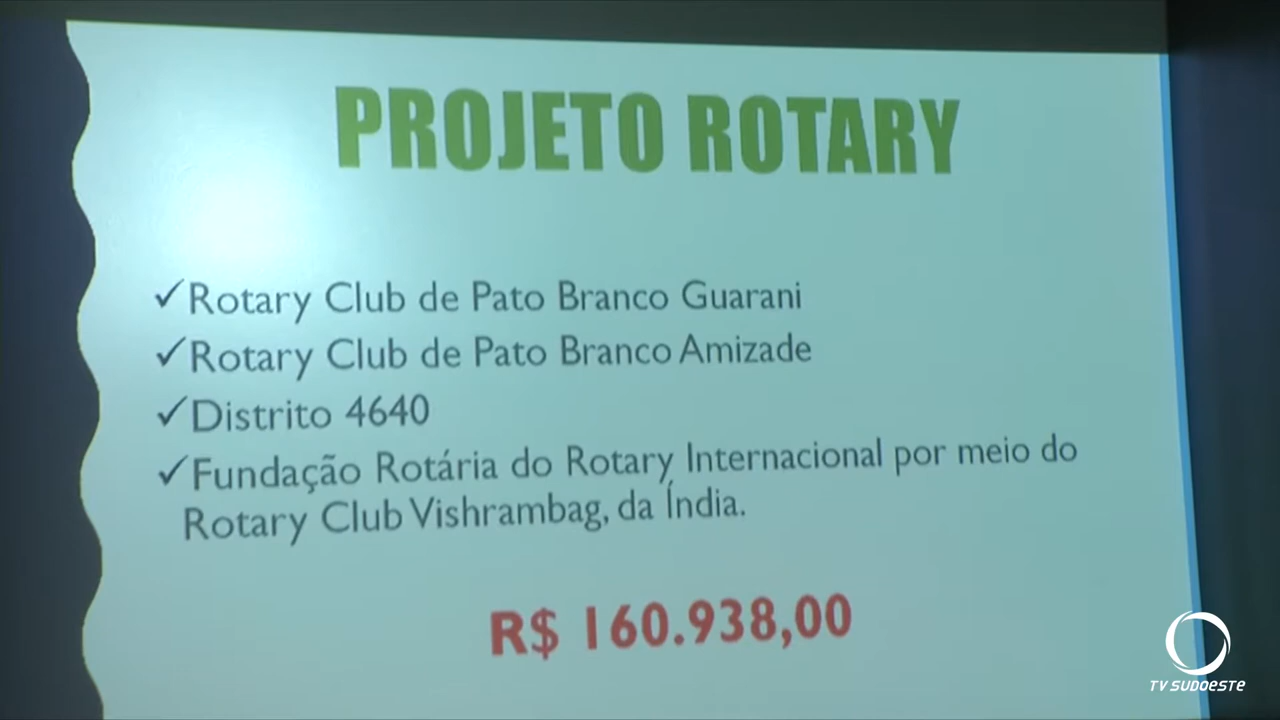 PROJETO ROTARY
✓Rotary Club de Pato Branco Guarani
✓Rotary Club de Pato Branco Amizade
✓Distrito 4640
✓Fundação Rotária do Rotary Internacional por meio do
Rotary Club Vishrambag, da Índia.
R$ 160.938,00
TV SUDOESTE